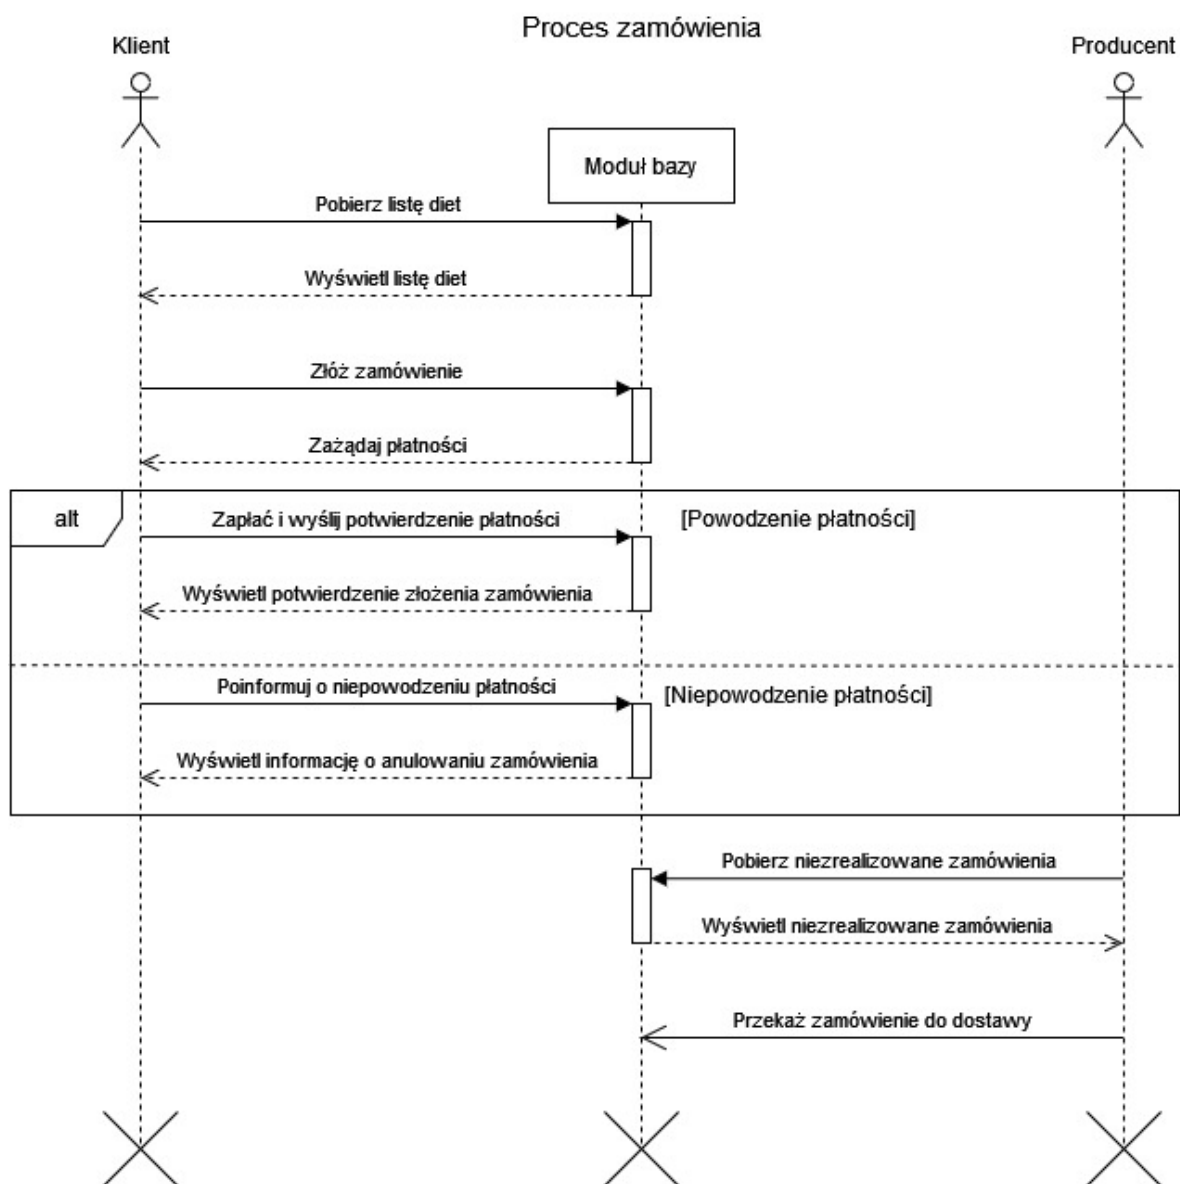 Proces zamówienia
Klient
Producent
Moduł bazy
Pobierz listę diet
Wyświetl listę diet
Złóż zamówienie
Zażądaj płatności
alt
Zapłać i wyślij potwierdzenie płatności
[Powodzenie płatności]
Wyświetl potwierdzenie złożenia zamówienia
Poinformuj o niepowodzeniu płatności
[Niepowodzenie płatności]
Wyświetl informację o anulowaniu zamówienia
Pobierz niezrealizowane zamówienia
Wyświetl niezrealizowane zamówienia
Przekaż zamówienie do dostawy